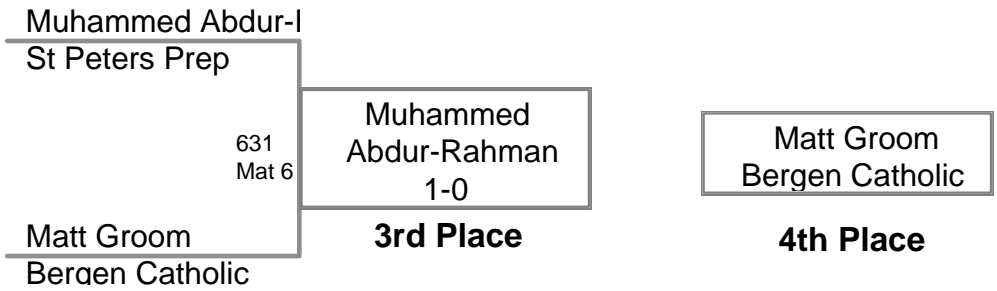 Muhammed Abdur-
St Peters Prep
631
Mat 6
Matt Groom
Bergen Catholic
Muhammed
Abdur-Rahman
1-0
3rd Place
Matt Groom
Bergen Catholic
4th Place